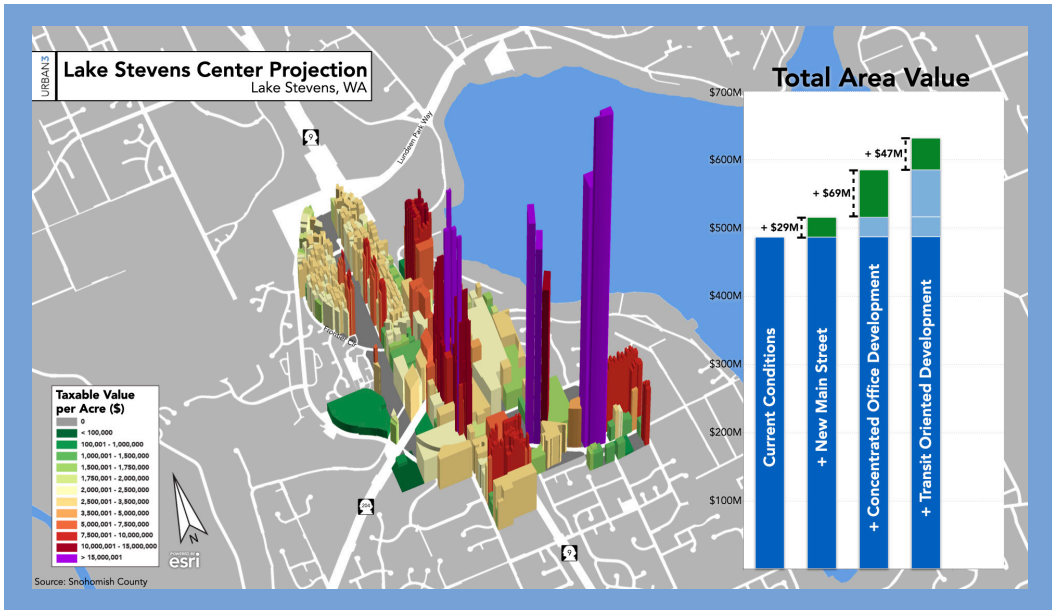 URBAN3
Lake Stevens Center Projection
Lake Stevens, WA
9
Lundeen Park Way
Total Area Value
$700M
$600M
$500M
$400M
$300M
$200M
$100M
+ $29M
+ $69M
+ $47M
Current Conditions
+ New Main Street
+ Concentrated Office Development
+ Transit Oriented Development
Taxable Value
per Acre ($)
0
< 100,000
100,001 - 1,000,000
1,000,001 - 1,500,000
1,500,001 - 1,750,000
1,750,001 - 2,000,000
2,000,001 - 2,500,000
2,500,001 - 3,500,000
3,500,001 - 5,000,000
5,000,001 - 7,500,000
7,500,001 - 10,000,000
10,000,001 - 15,000,000
> 15,000,001
N
POWERED BY
esri
204
9
Source: Snohomish County